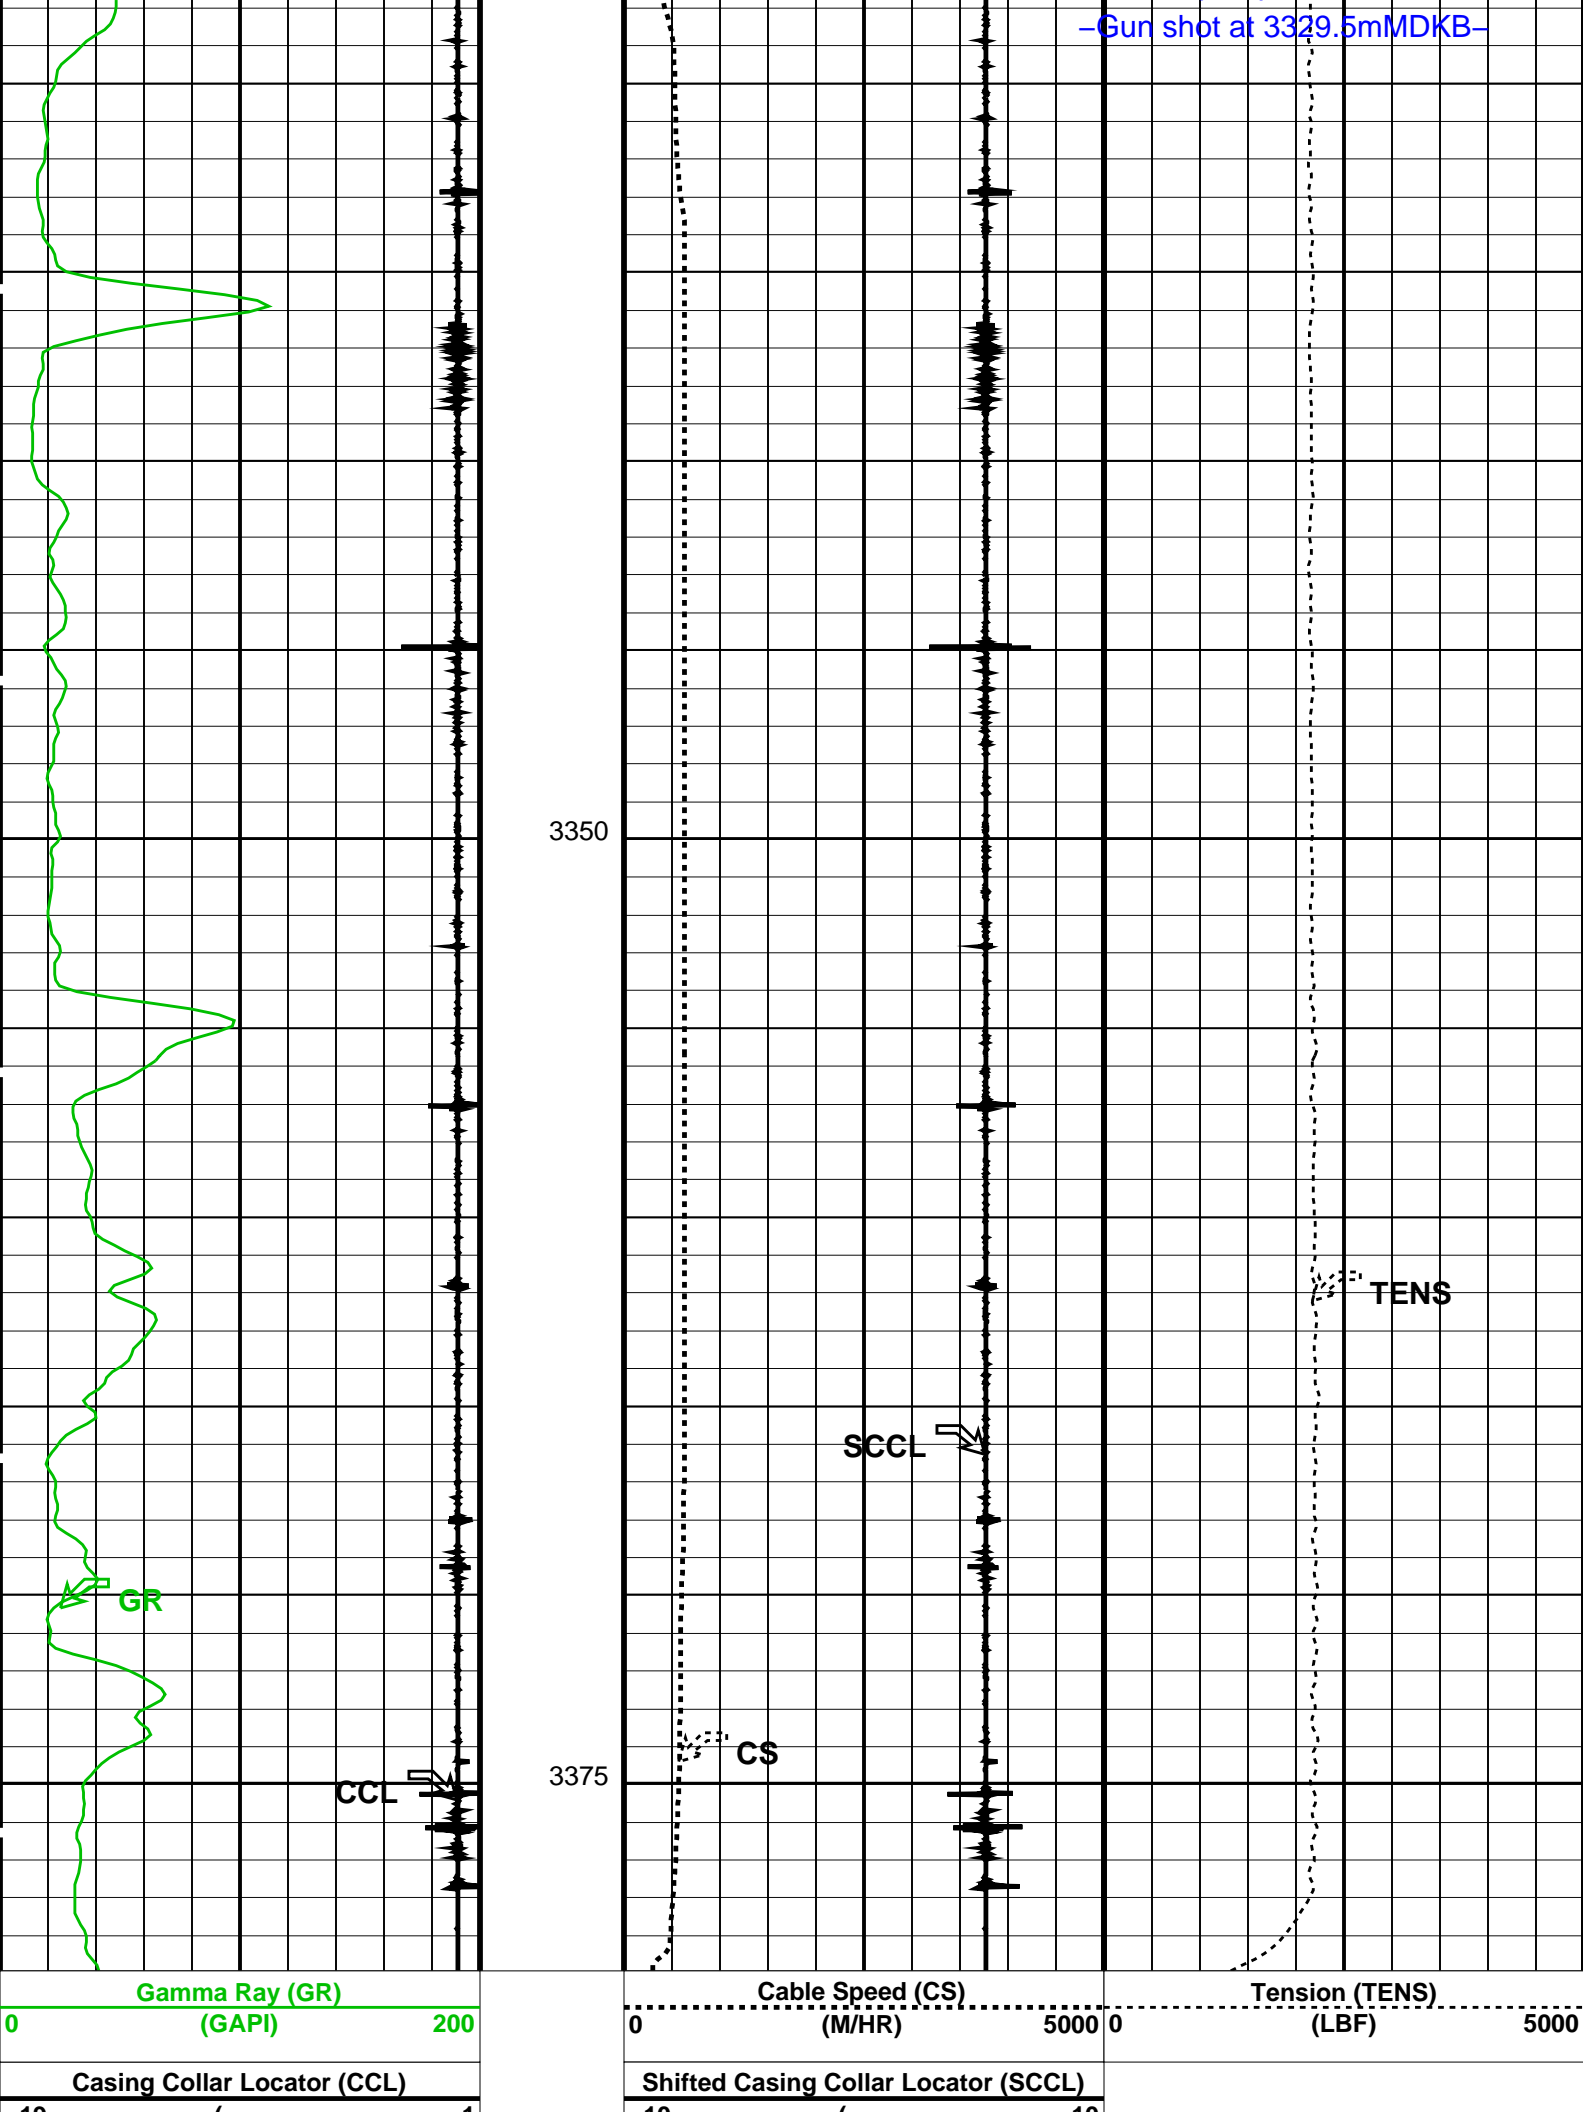 –Gun shot at 3329.5mMDKB–
3350
TENS
SCCL
GR
CS
3375
CCL
Gamma Ray (GR)
0 (GAPI) 200
Cable Speed (CS)
0 (M/HR) 5000
Tension (TENS)
0 (LBF) 5000
Casing Collar Locator (CCL)
Shifted Casing Collar Locator (SCCL)